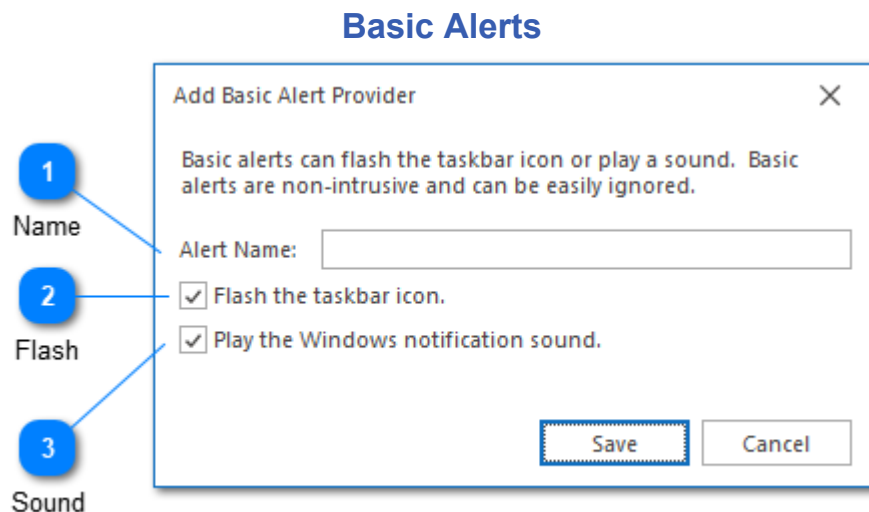 Basic Alerts
Add Basic Alert Provider
Basic alerts can flash the taskbar icon or play a sound.  Basic
alerts are non-intrusive and can be easily ignored.
1
Name
Alert Name:
2
Flash
Flash the taskbar icon.
Play the Windows notification sound.
3
Sound
Save
Cancel